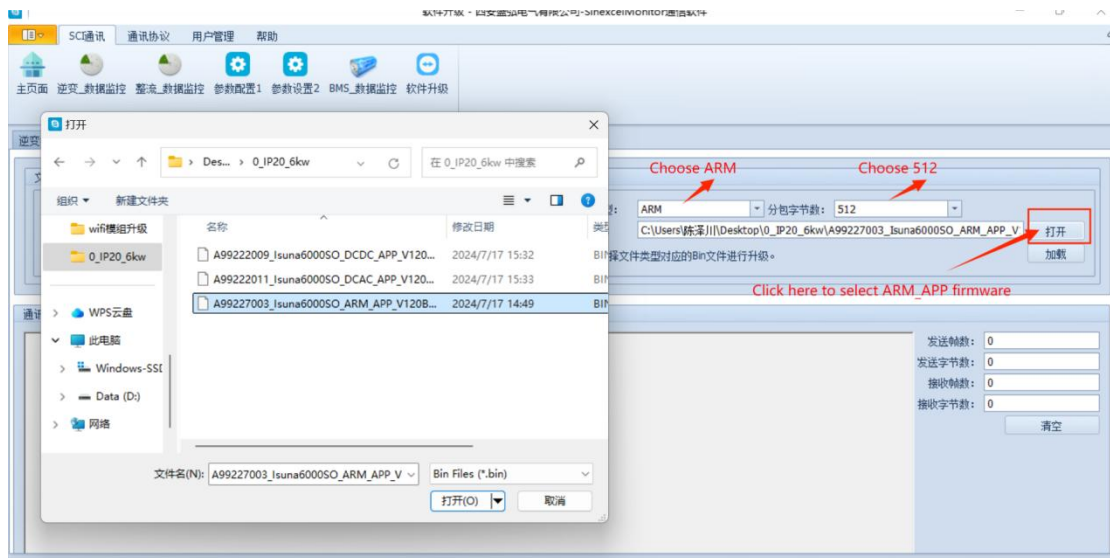 软件升级 - 西安盛弘电气有限公司-SinexcelMonitor通信软件
SCI通讯 通讯协议 用户管理 帮助
主页面 逆变_数据监控 整流_数据监控 参数配置1 参数设置2 BMS_数据监控 软件升级
打开
逆变
Des... › 0_IP20_6kw
在 0_IP20_6kw 中搜索
Choose ARM
Choose 512
组织 新建文件夹
型: ARM 分包字节数: 512
wifi模组升级
名称 修改日期 类型
C:\Users\陈泽川\Desktop\0_IP20_6kw\A99227003_Isuna6000SO_ARM_APP_V 打开
0_IP20_6kw
A99222009_Isuna6000SO_DCDC_APP_V120... 2024/7/17 15:32 BIN
择文件类型对应的Bin文件进行升级。
加载
A99222011_Isuna6000SO_DCAC_APP_V120... 2024/7/17 15:33 BIN
A99227003_Isuna6000SO_ARM_APP_V120B... 2024/7/17 14:49 BIN
Click here to select ARM_APP firmware
WPS云盘
通讯
此电脑
Windows-SSD
Data (D:)
网络
发送帧数: 0
发送字节数: 0
接收帧数: 0
接收字节数: 0
清空
文件名(N): A99227003_Isuna6000SO_ARM_APP_V Bin Files (*.bin)
打开(O) 取消